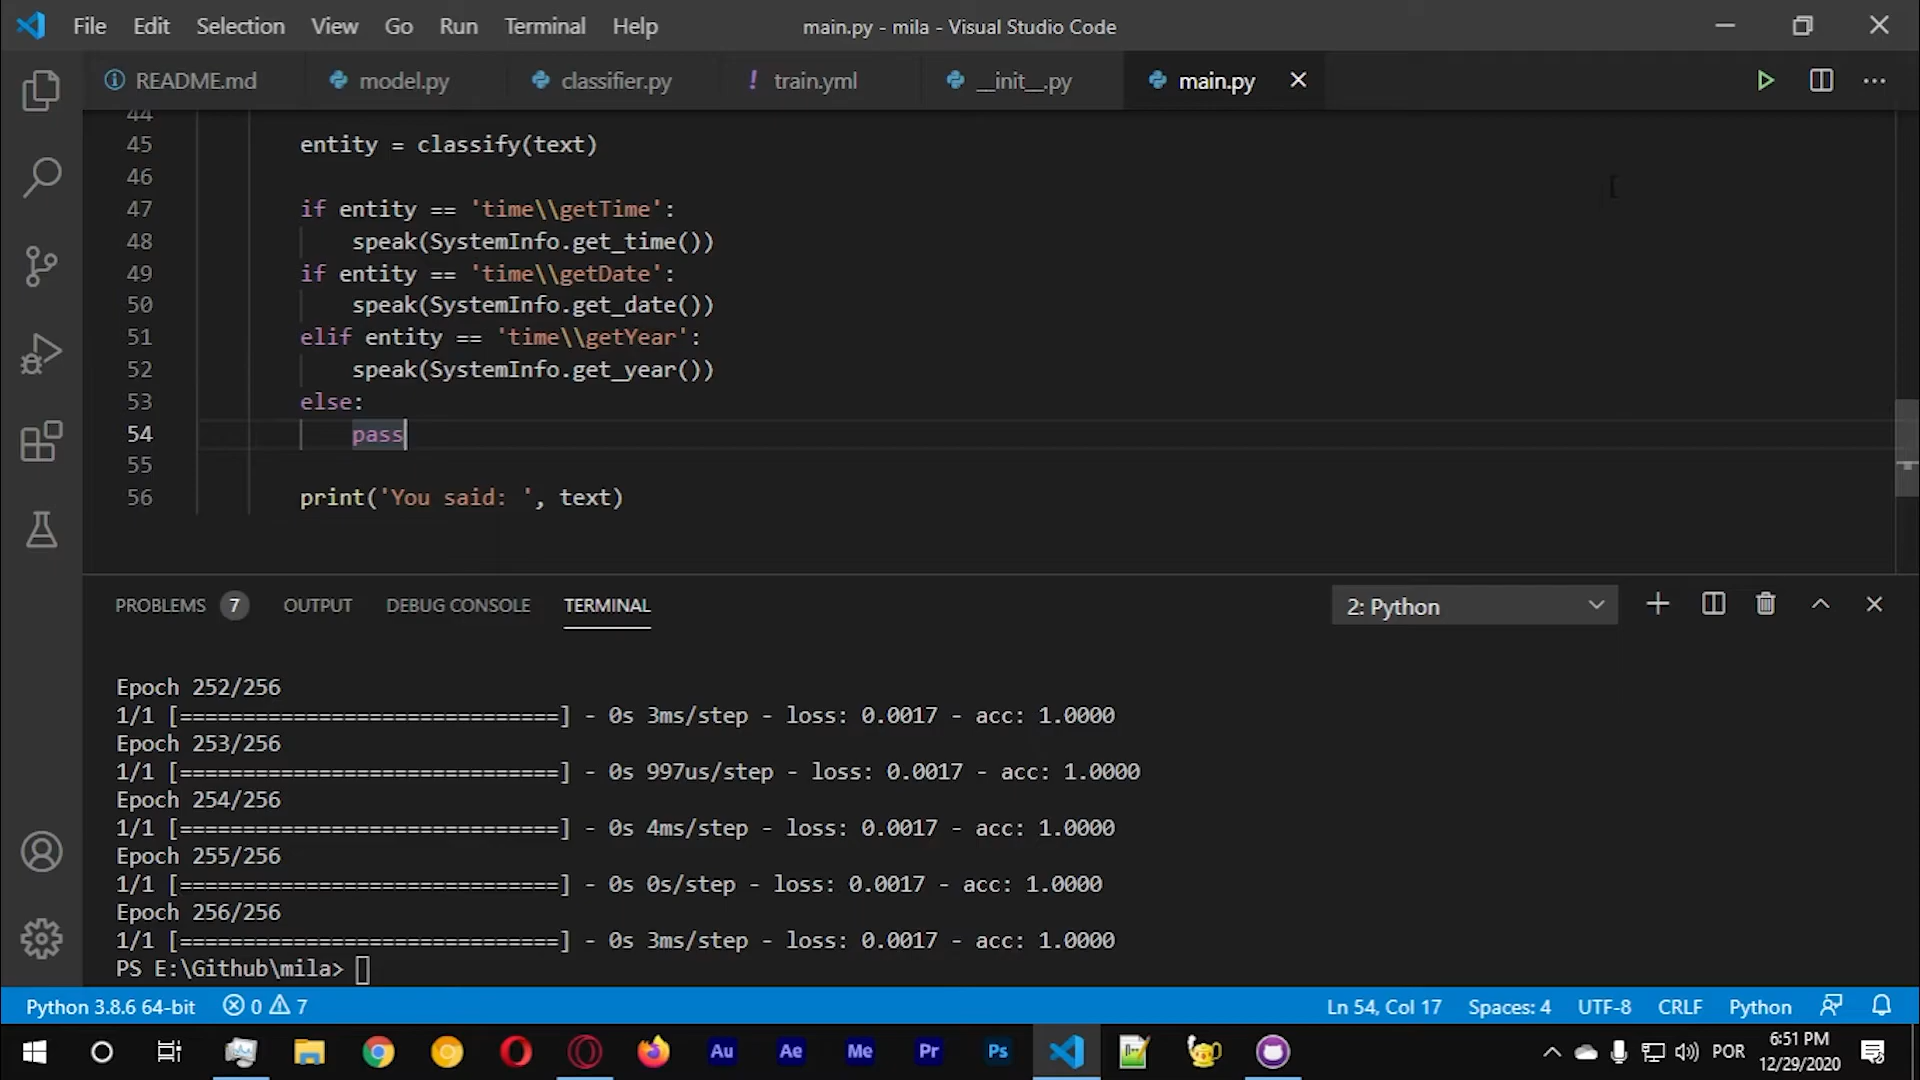 File Edit Selection View Go Run Terminal Help main.py - mila - Visual Studio Code
README.md model.py classifier.py ! train.yml __init__.py main.py
44
45 entity = classify(text)
46
47 if entity == 'time\\getTime':
48 speak(SystemInfo.get_time())
49 if entity == 'time\\getDate':
50 speak(SystemInfo.get_date())
51 elif entity == 'time\\getYear':
52 speak(SystemInfo.get_year())
53 else:
54 pass
55
56 print('You said: ', text)
PROBLEMS 7 OUTPUT DEBUG CONSOLE TERMINAL 2: Python
Epoch 252/256
1/1 [==============================] - 0s 3ms/step - loss: 0.0017 - acc: 1.0000
Epoch 253/256
1/1 [==============================] - 0s 997us/step - loss: 0.0017 - acc: 1.0000
Epoch 254/256
1/1 [==============================] - 0s 4ms/step - loss: 0.0017 - acc: 1.0000
Epoch 255/256
1/1 [==============================] - 0s 0s/step - loss: 0.0017 - acc: 1.0000
Epoch 256/256
1/1 [==============================] - 0s 3ms/step - loss: 0.0017 - acc: 1.0000
PS E:\Github\mila>
Python 3.8.6 64-bit 0 7 Ln 54, Col 17 Spaces: 4 UTF-8 CRLF Python
Au Ae Me Pr Ps POR 6:51 PM
12/29/2020